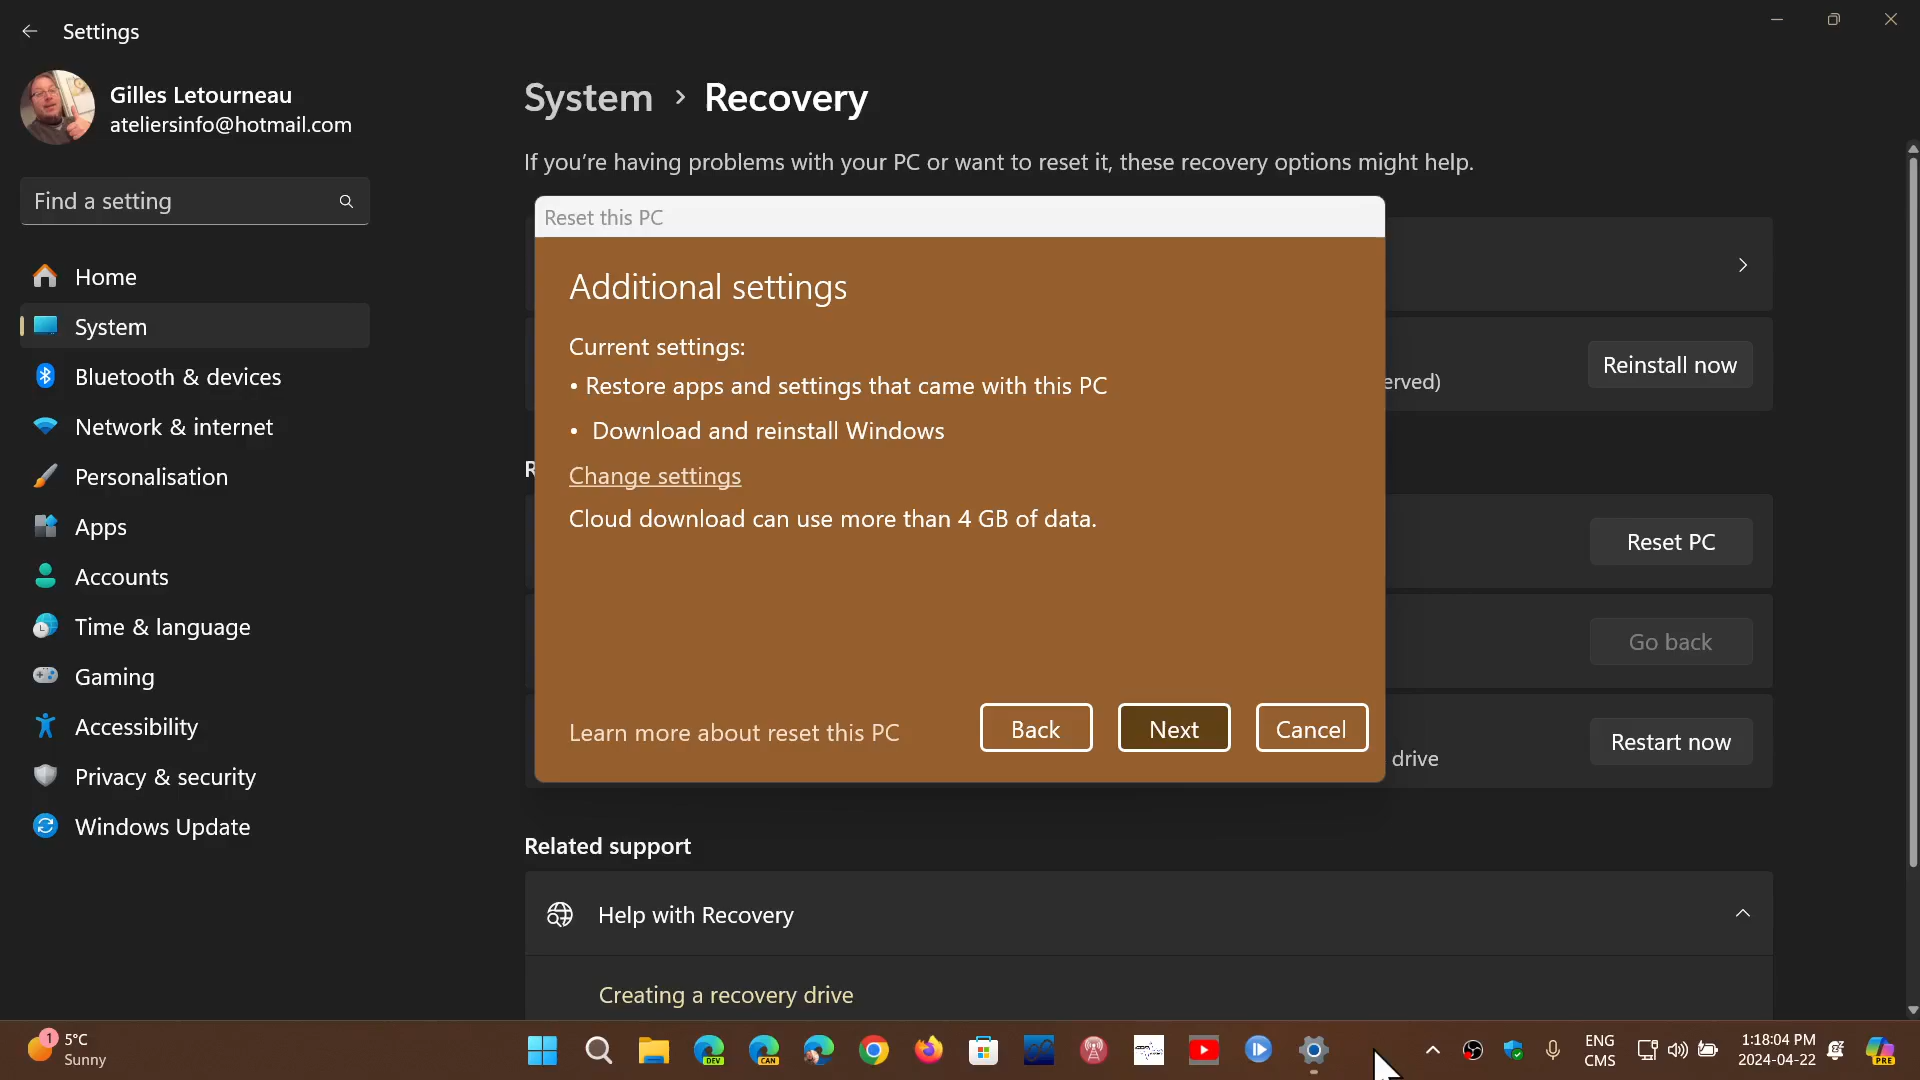 Settings
Gilles Letourneau
ateliersinfo@hotmail.com
Find a setting
Home
System
Bluetooth & devices
Network & internet
Personalisation
Apps
Accounts
Time & language
Gaming
Accessibility
Privacy & security
Windows Update
System > Recovery
If you’re having problems with your PC or want to reset it, these recovery options might help.
Reset this PC
Additional settings
Current settings:
• Restore apps and settings that came with this PC
• Download and reinstall Windows
Change settings
Cloud download can use more than 4 GB of data.
Learn more about reset this PC
Back
Next
Cancel
erved)
Reinstall now
R
Reset PC
Go back
drive
Restart now
Related support
Help with Recovery
Creating a recovery drive
1
5°C
Sunny
DEV
CAN
ENG
CMS
1:18:04 PM
2024-04-22
PRE